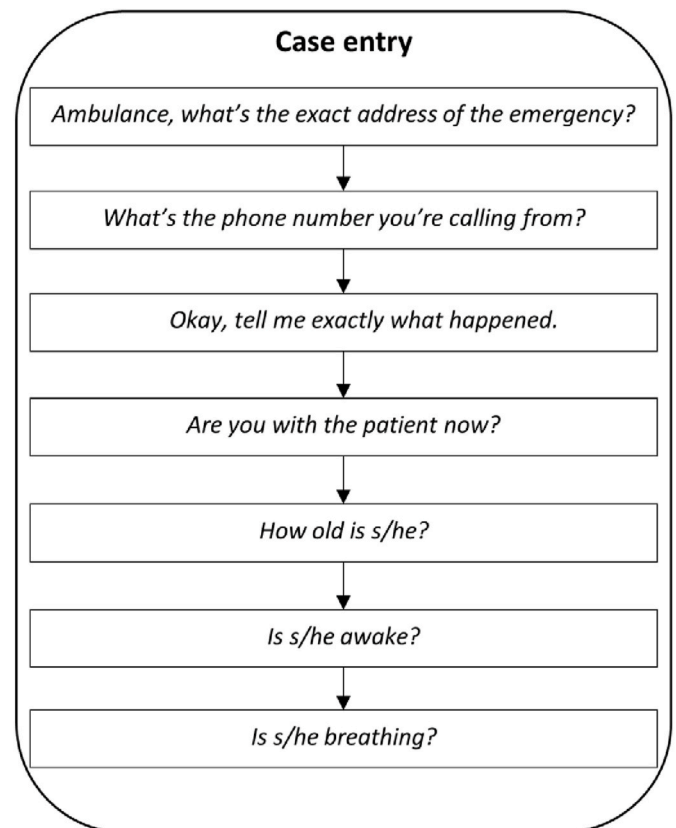 Case entry
Ambulance, what’s the exact address of the emergency?
What’s the phone number you’re calling from?
Okay, tell me exactly what happened.
Are you with the patient now?
How old is s/he?
Is s/he awake?
Is s/he breathing?